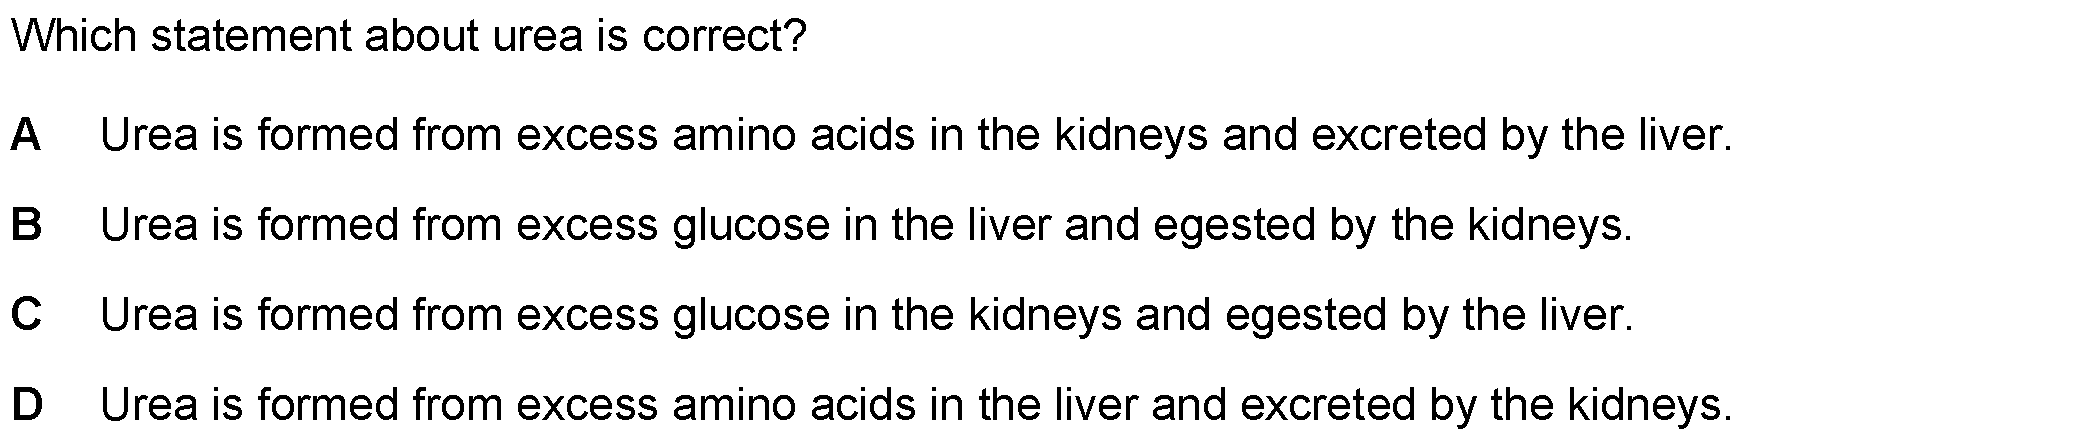 Which statement about urea is correct?
A Urea is formed from excess amino acids in the kidneys and excreted by the liver.
B Urea is formed from excess glucose in the liver and egested by the kidneys.
C Urea is formed from excess glucose in the kidneys and egested by the liver.
D Urea is formed from excess amino acids in the liver and excreted by the kidneys.